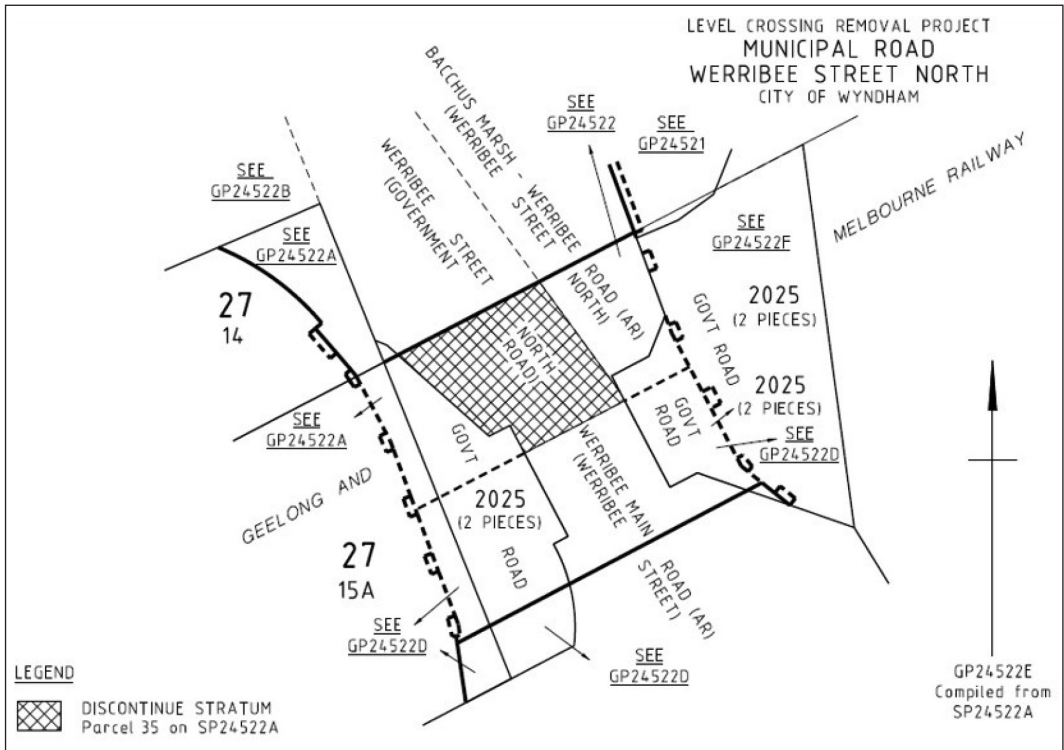 LEVEL CROSSING REMOVAL PROJECT
MUNICIPAL ROAD
WERRIBEE STREET NORTH
CITY OF WYNDHAM
BACCHUS MARSH - WERRIBEE ROAD (AR)
(WERRIBEE STREET NORTH)
WERRIBEE STREET NORTH
(GOVERNMENT ROAD)
SEE
GP24522
SEE
GP24521
MELBOURNE RAILWAY
SEE
GP24522B
SEE
GP24522A
SEE
GP24522F
27
14
2025
(2 PIECES)
GOVT ROAD
2025
(2 PIECES)
SEE
GP24522A
GOVT
GOVT
ROAD
SEE
GP24522D
GEELONG AND
2025
(2 PIECES)
WERRIBEE MAIN ROAD (AR)
(WERRIBEE STREET)
27
15A
ROAD
SEE
GP24522D
SEE
GP24522D
LEGEND
DISCONTINUE STRATUM
Parcel 35 on SP24522A
GP24522E
Compiled from
SP24522A